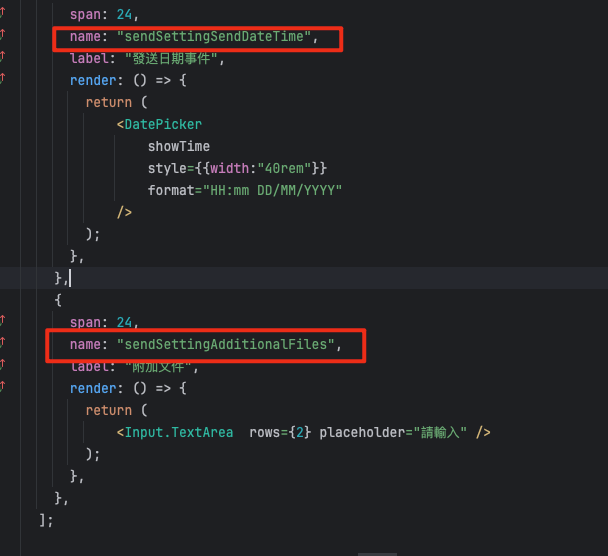 span: 24,
name: "sendSettingSendDateTime",
label: "發送日期事件",
render: () => {
return (
<DatePicker
showTime
style={{width:"40rem"}}
format="HH:mm DD/MM/YYYY"
/>
);
},
},
{
span: 24,
name: "sendSettingAdditionalFiles",
label: "附加文件",
render: () => {
return (
<Input.TextArea  rows={2} placeholder="請輸入" />
);
},
},
];